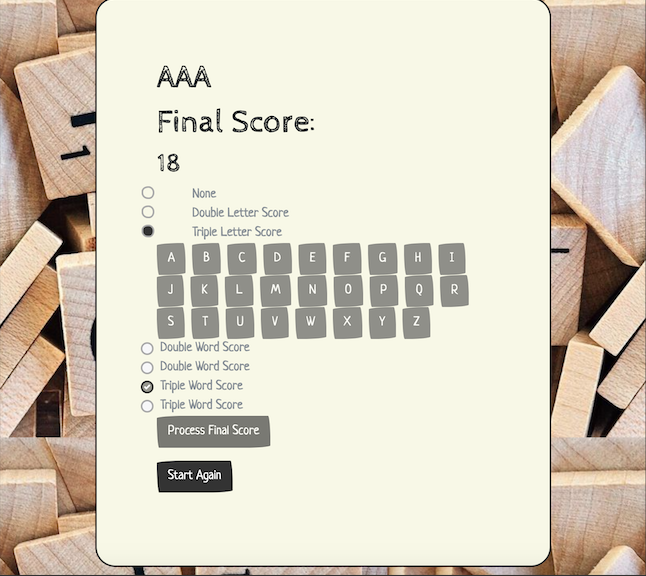 AAA
Final Score:
18
None
Double Letter Score
Triple Letter Score
A B C D E F G H I
J K L M N O P Q R
S T U V W X Y Z
Double Word Score
Double Word Score
Triple Word Score
Triple Word Score
Process Final Score
Start Again